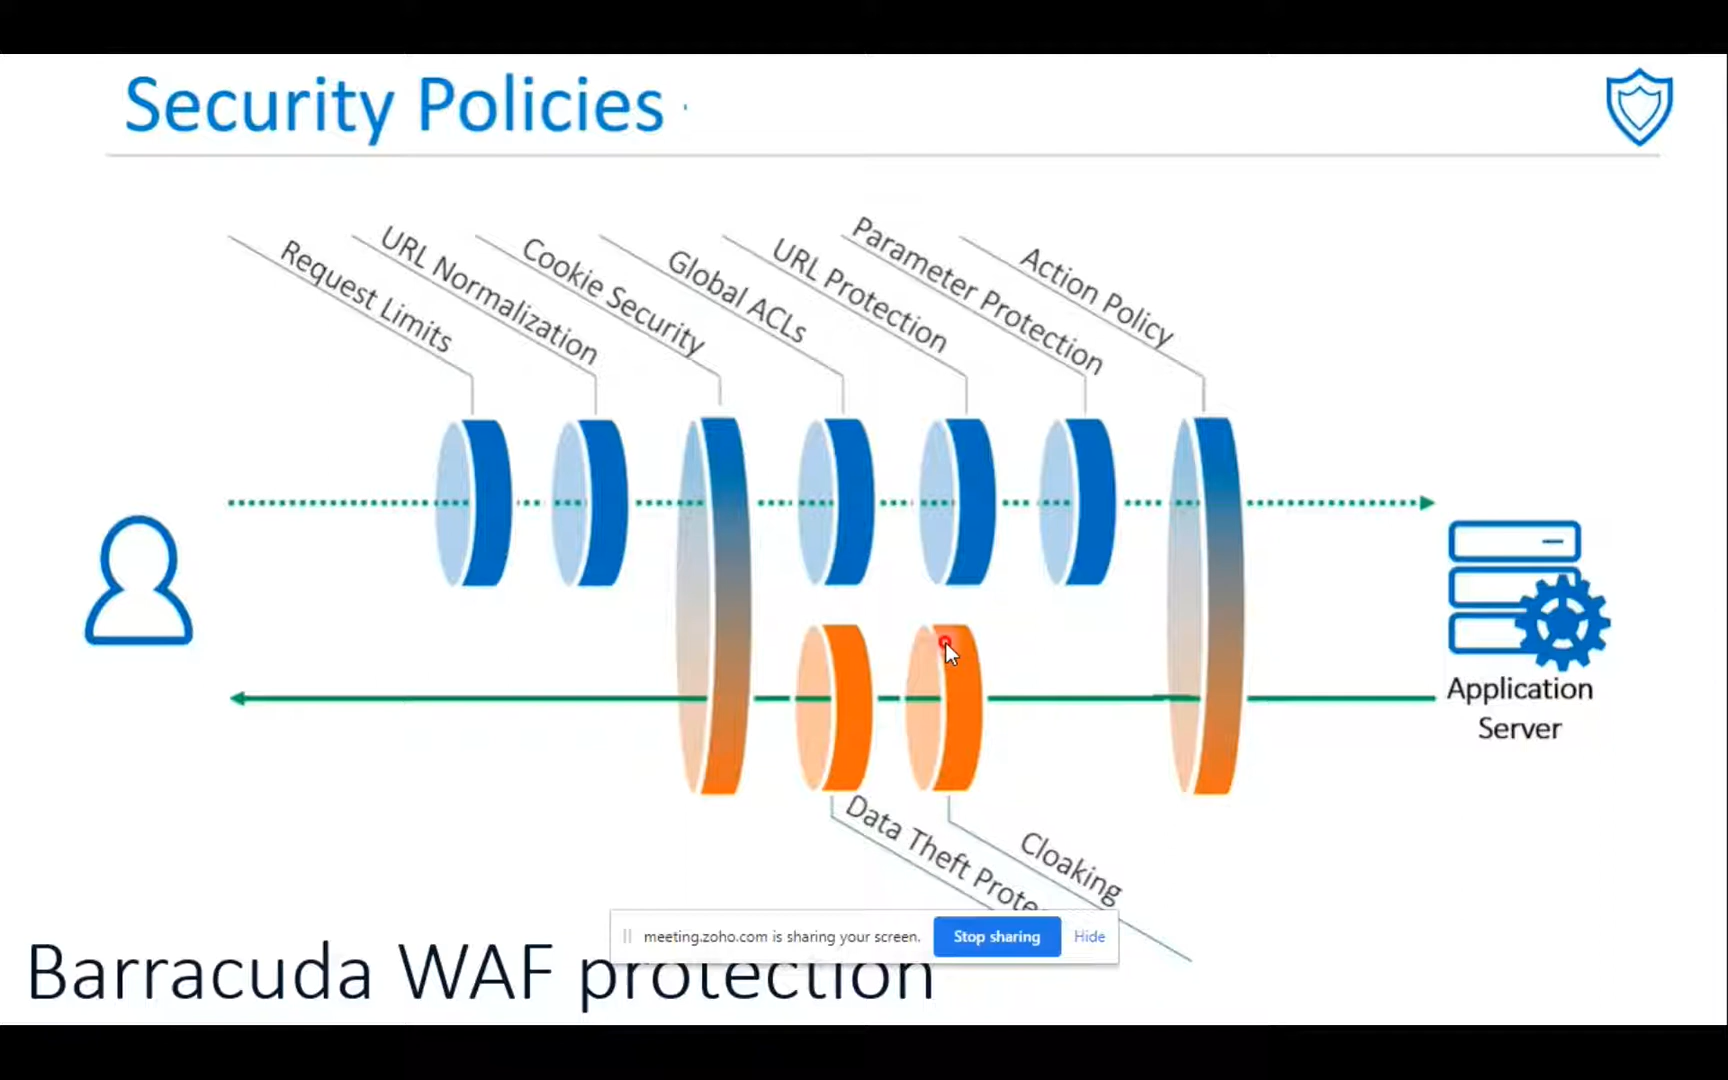 Security Policies
Request Limits
URL Normalization
Cookie Security
Global ACLs
URL Protection
Parameter Protection
Action Policy
Application
Server
Data Theft
Cloaking
meeting.zoho.com is sharing your screen.
Stop sharing
Hide
Barracuda WAF protection